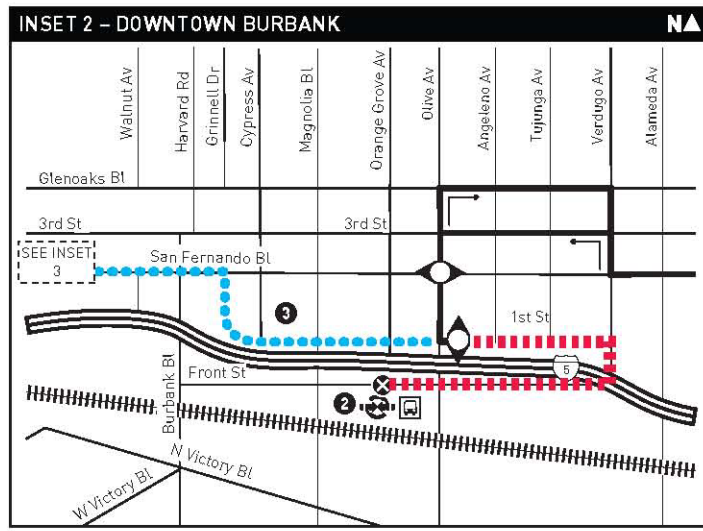 INSET 2 – DOWNTOWN BURBANK
N
Walnut Av
Harvard Rd
Grinnell Dr
Cypress Av
Magnolia Bl
Orange Grove Av
Olive Av
Angeleno Av
Tujunga Av
Verdugo Av
Alameda Av
Glenoaks Bl
3rd St
3rd St
SEE INSET
3
San Fernando Bl
3
1st St
5
Front St
Burbank Bl
2
N Victory Bl
W Victory Bl